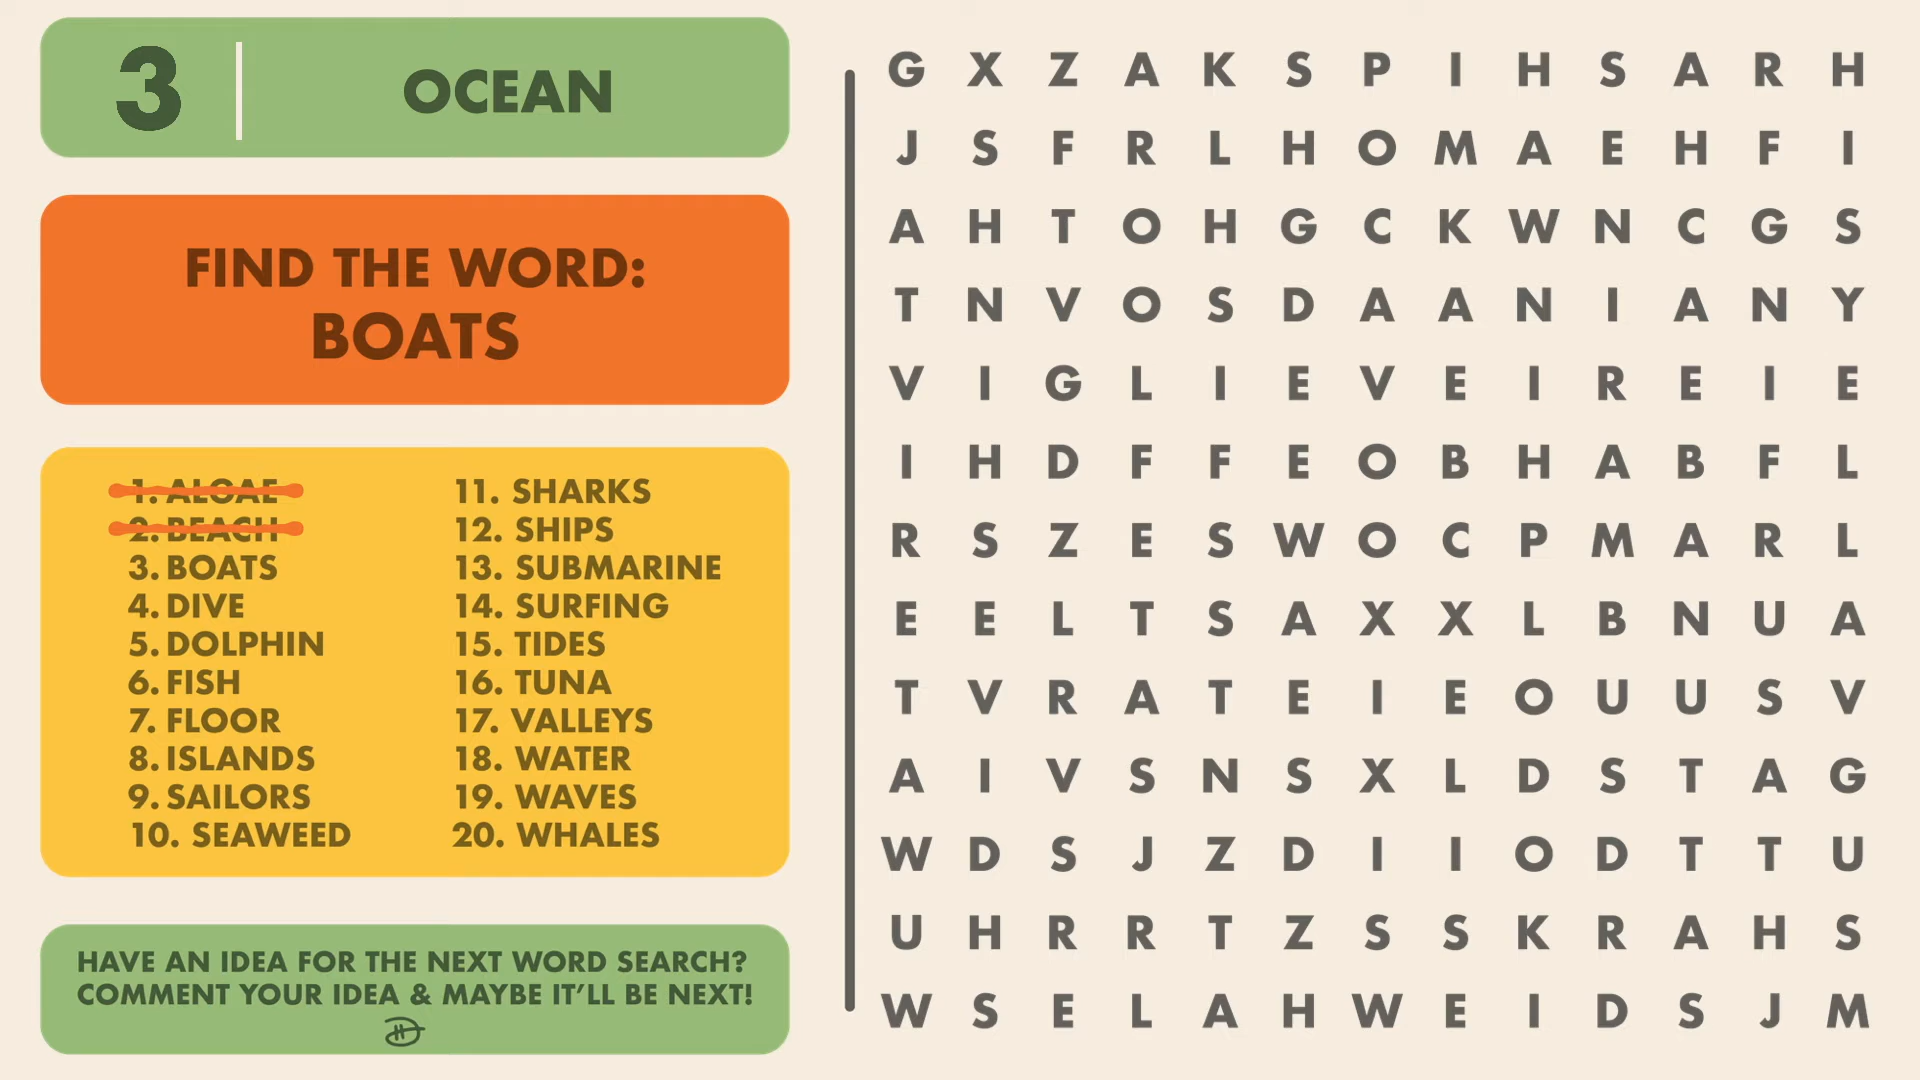 3 | OCEAN
FIND THE WORD:
BOATS
1. ALGAE
2. BEACH
3. BOATS
4. DIVE
5. DOLPHIN
6. FISH
7. FLOOR
8. ISLANDS
9. SAILORS
10. SEAWEED
11. SHARKS
12. SHIPS
13. SUBMARINE
14. SURFING
15. TIDES
16. TUNA
17. VALLEYS
18. WATER
19. WAVES
20. WHALES
HAVE AN IDEA FOR THE NEXT WORD SEARCH?
COMMENT YOUR IDEA & MAYBE IT'LL BE NEXT!
G X Z A K S P I H S A R H
J S F R L H O M A E H F I
A H T O H G C K W N C G S
T N V O S D A A N I A N Y
V I G L I E V E I R E I E
I H D F F E O B H A B F L
R S Z E S W O C P M A R L
E E L T S A X X L B N U A
T V R A T E I E O U U S V
A I V S N S X L D S T A G
W D S J Z D I I O D T T U
U H R R T Z S S K R A H S
W S E L A H W E I D S J M